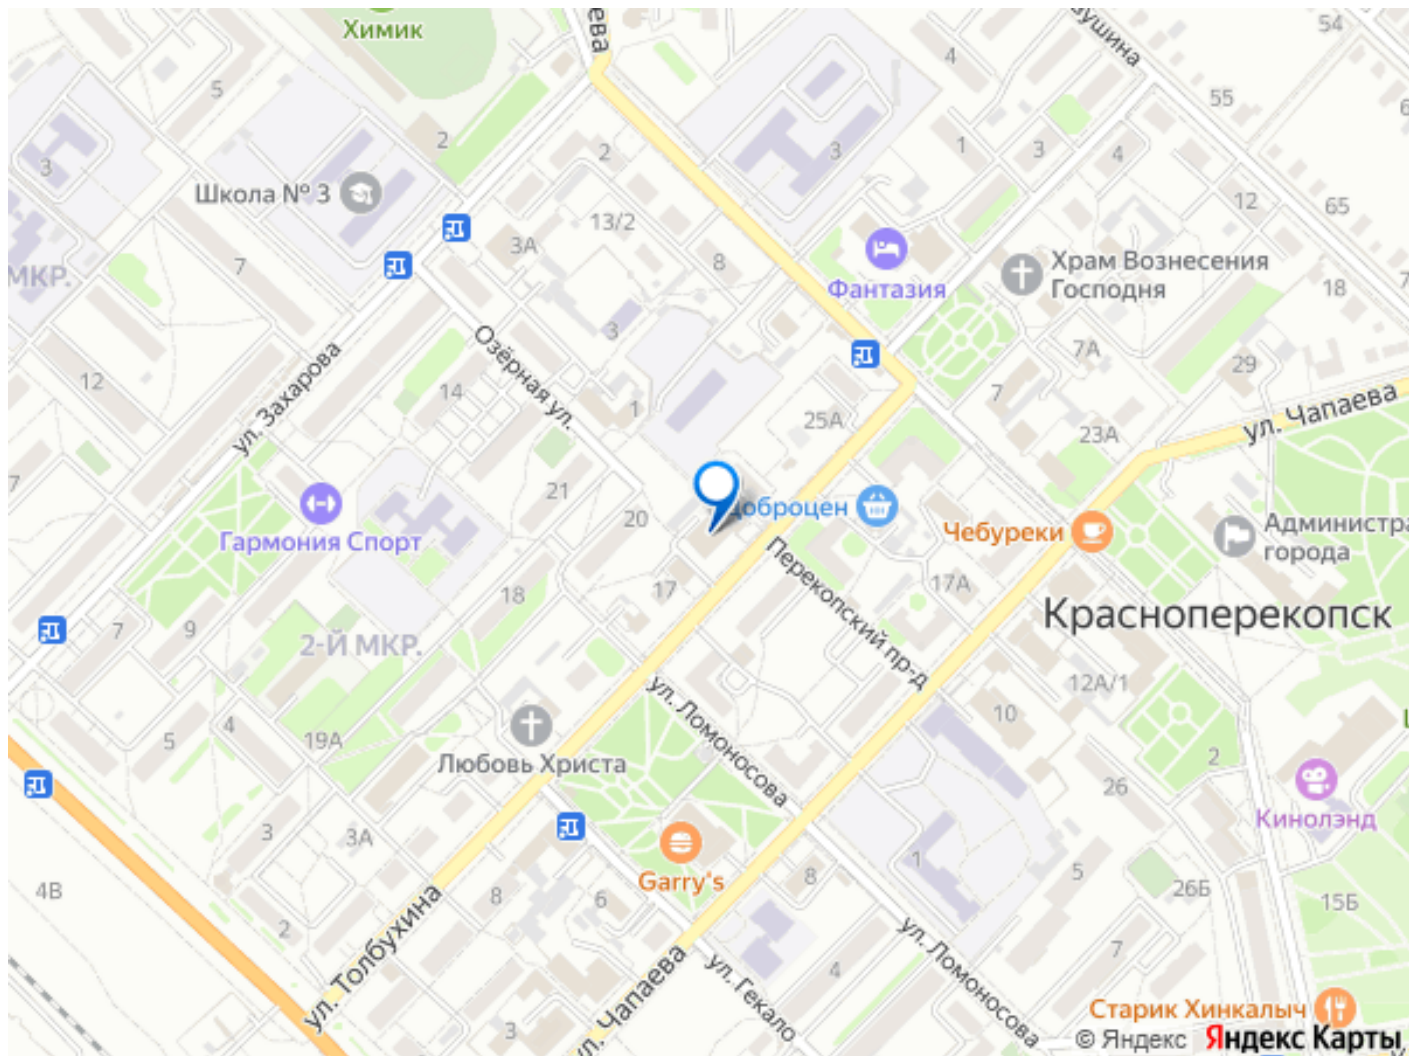 Химик
ева
вушина
54
55
5
4
3
2
2
3
1
3
4
Школа № 3
12
65
13/2
3А
7
8
МКР.
Фантазия
Храм Вознесения
Господня
18
3
7А
29
12
ул. Захарова
Озёрная ул.
14
1
7
25А
23А
ул. Чапаева
7
21
20
Гармония Спорт
Доброцен
Чебуреки
Администра
города
Перекопский пр-д
17
17А
18
Красноперекопск
7
9
2-Й МКР.
ул. Ломоносова
12А/1
10
4
5
19А
Любовь Христа
2
26
Кинолэнд
3
3А
4В
Garry's
8
1
5
26Б
15Б
8
6
2
ул. Толбухина
7
ул. Чапаева
ул. Гекало
4
ул. Ломоносова
3
Старик Хинкалыч
© Яндекс Яндекс Карты